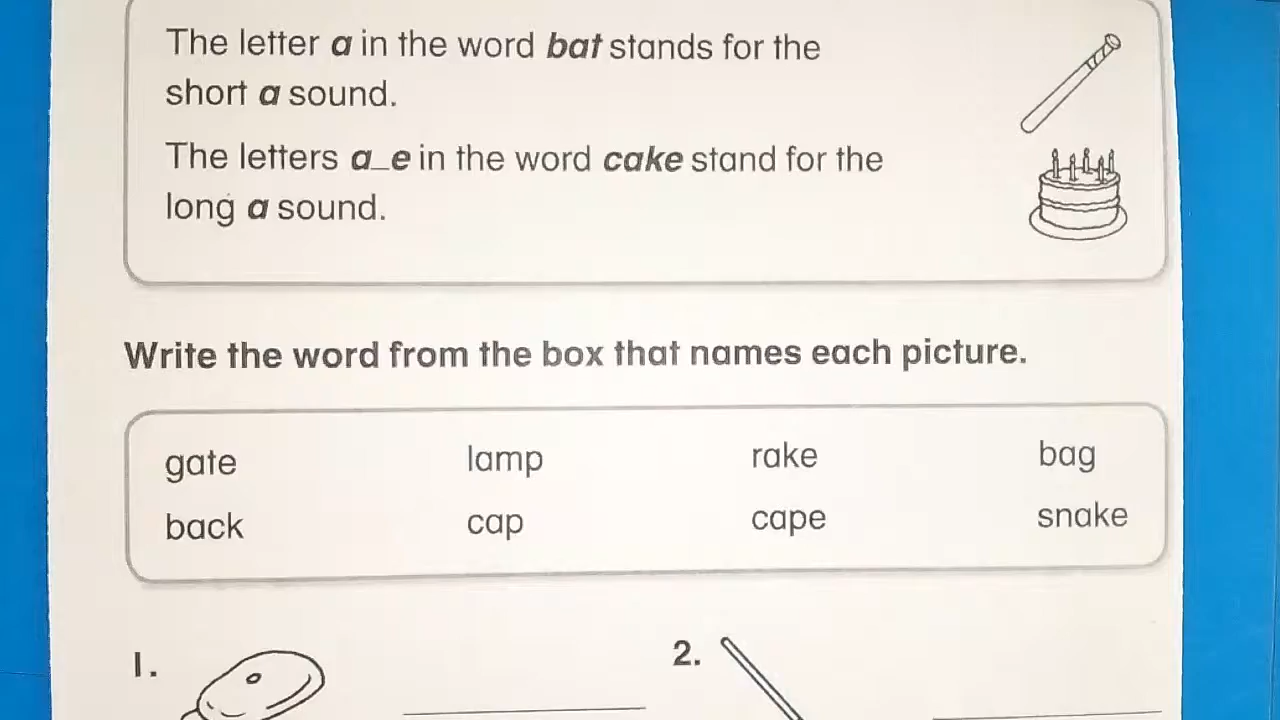 The letter a in the word bat stands for the
short a sound.
The letters a_e in the word cake stand for the
long a sound.
Write the word from the box that names each picture.
gate lamp rake bag
back cap cape snake
1. 2.